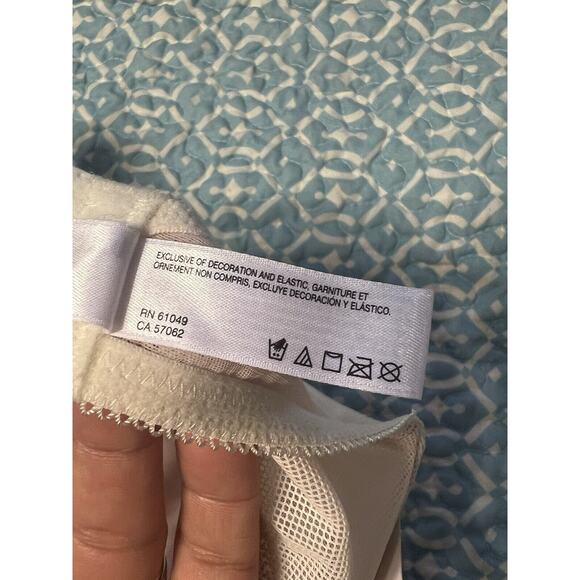 EXCLUSIVE OF DECORATION AND ELASTIC, GARNITURE ET
ORNEMENT NON COMPRIS, EXCLUYE DECORACIÓN Y ELÁSTICO.
RN 61049
CA 57062